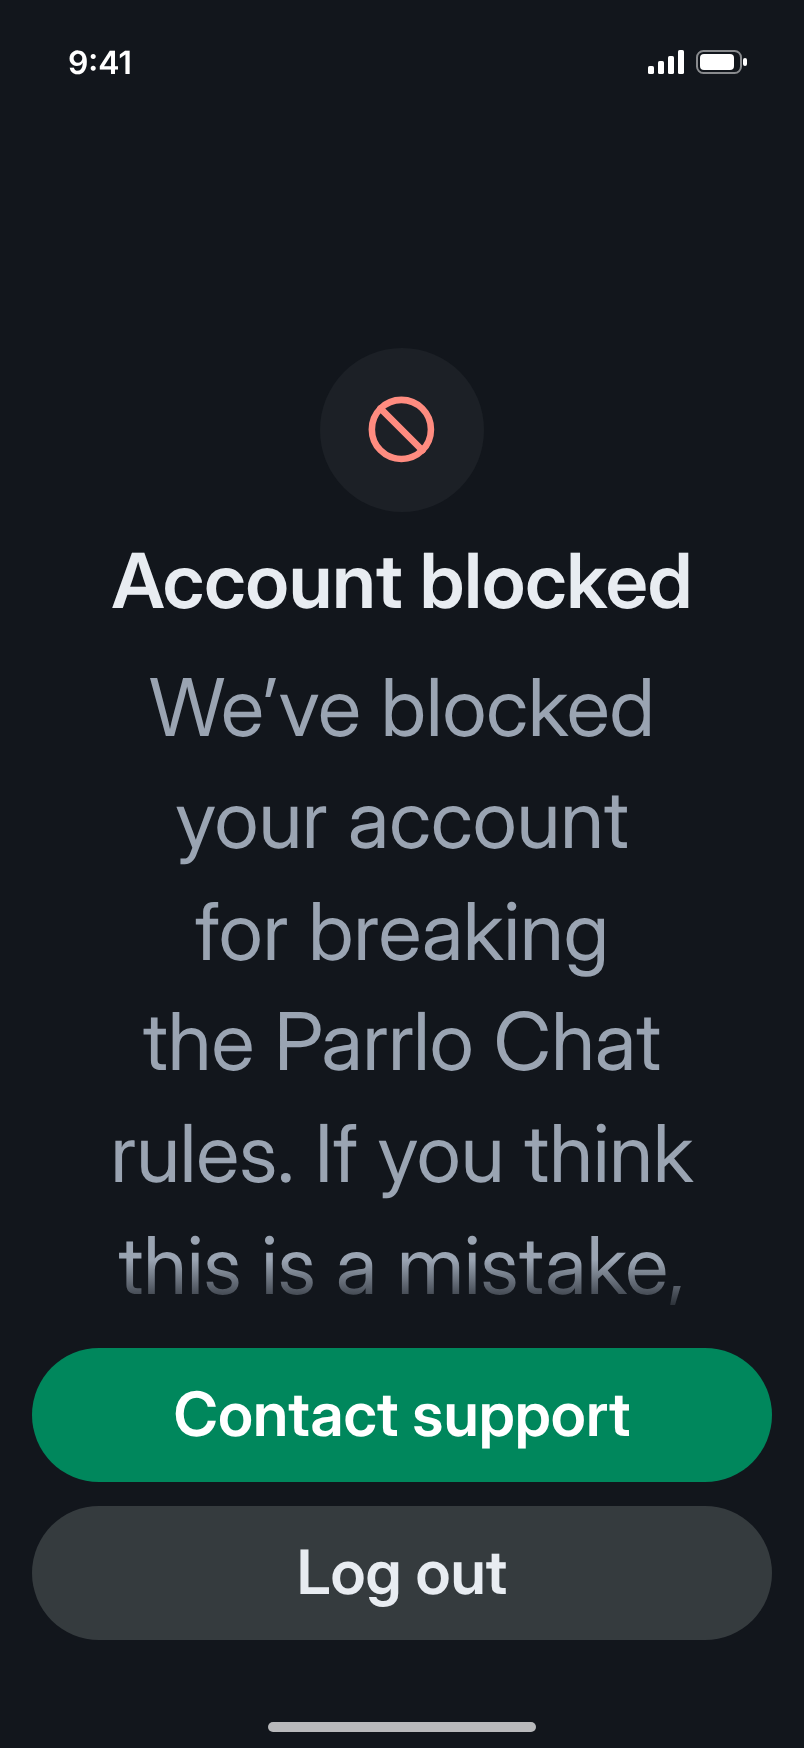 9:41
Account blocked
We’ve blocked
your account
for breaking
the Parrlo Chat
rules. If you think
this is a mistake,
Contact support
Log out